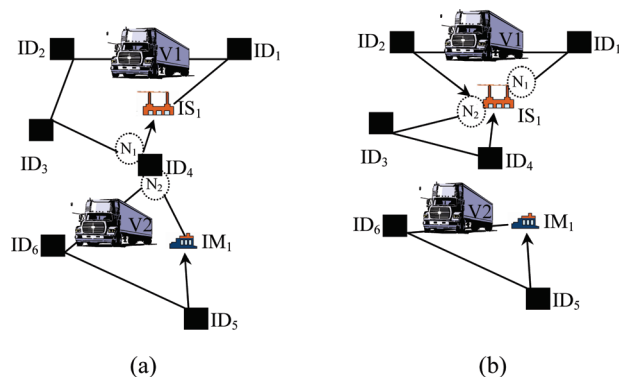 ID2 V1 ID1
IS1
ID3 N1 ID4
N2
V2
ID6 IM1
ID5
(a)
ID2 V1 ID1
N1
N2 IS1
ID3 ID4
V2
ID6 IM1
ID5
(b)